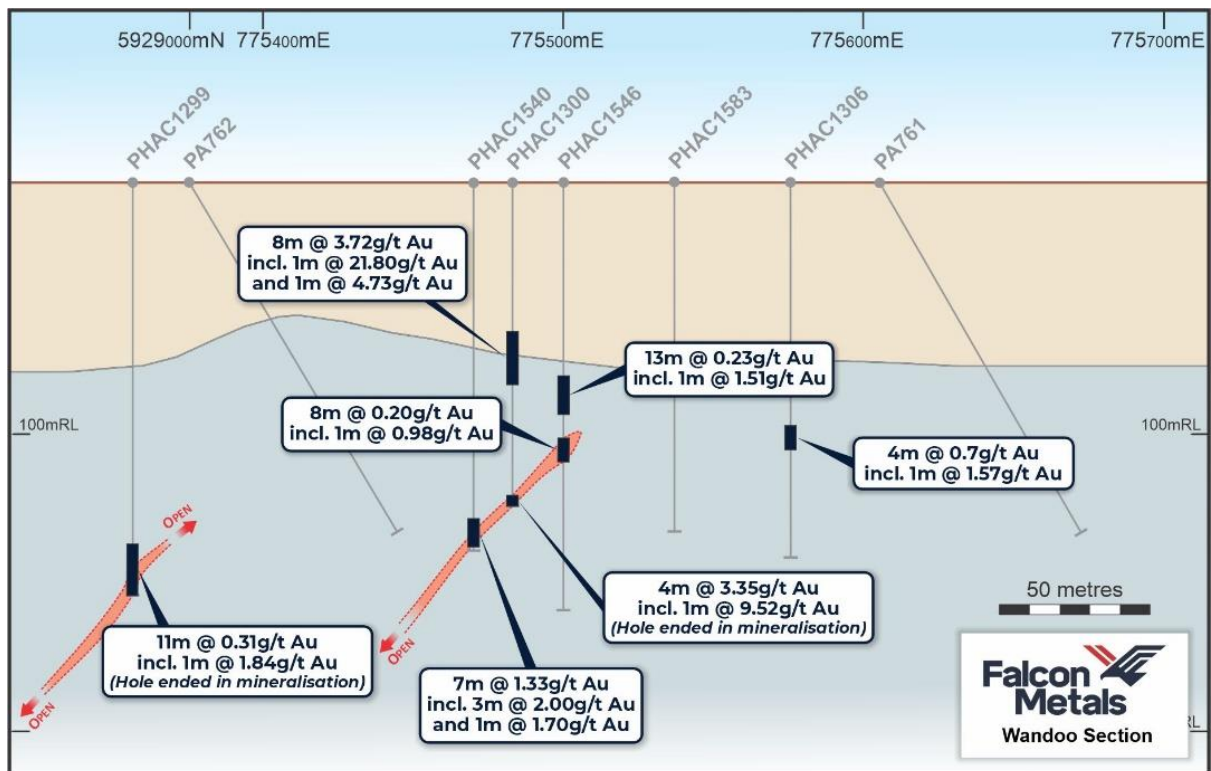 5929000mN 775400mE 775500mE 775600mE 775700mE
PHAC1299
PA762
PHAC1540
PHAC1300
PHAC1546
PHAC1583
PHAC1306
PA761
8m @ 3.72g/t Au
incl. 1m @ 21.80g/t Au
and 1m @ 4.73g/t Au
13m @ 0.23g/t Au
incl. 1m @ 1.51g/t Au
8m @ 0.20g/t Au
incl. 1m @ 0.98g/t Au
100mRL
100mRL
4m @ 0.7g/t Au
incl. 1m @ 1.57g/t Au
OPEN
4m @ 3.35g/t Au
incl. 1m @ 9.52g/t Au
(Hole ended in mineralisation)
50 metres
11m @ 0.31g/t Au
incl. 1m @ 1.84g/t Au
(Hole ended in mineralisation)
OPEN
7m @ 1.33g/t Au
incl. 3m @ 2.00g/t Au
and 1m @ 1.70g/t Au
OPEN
Falcon
Metals
Wandoo Section